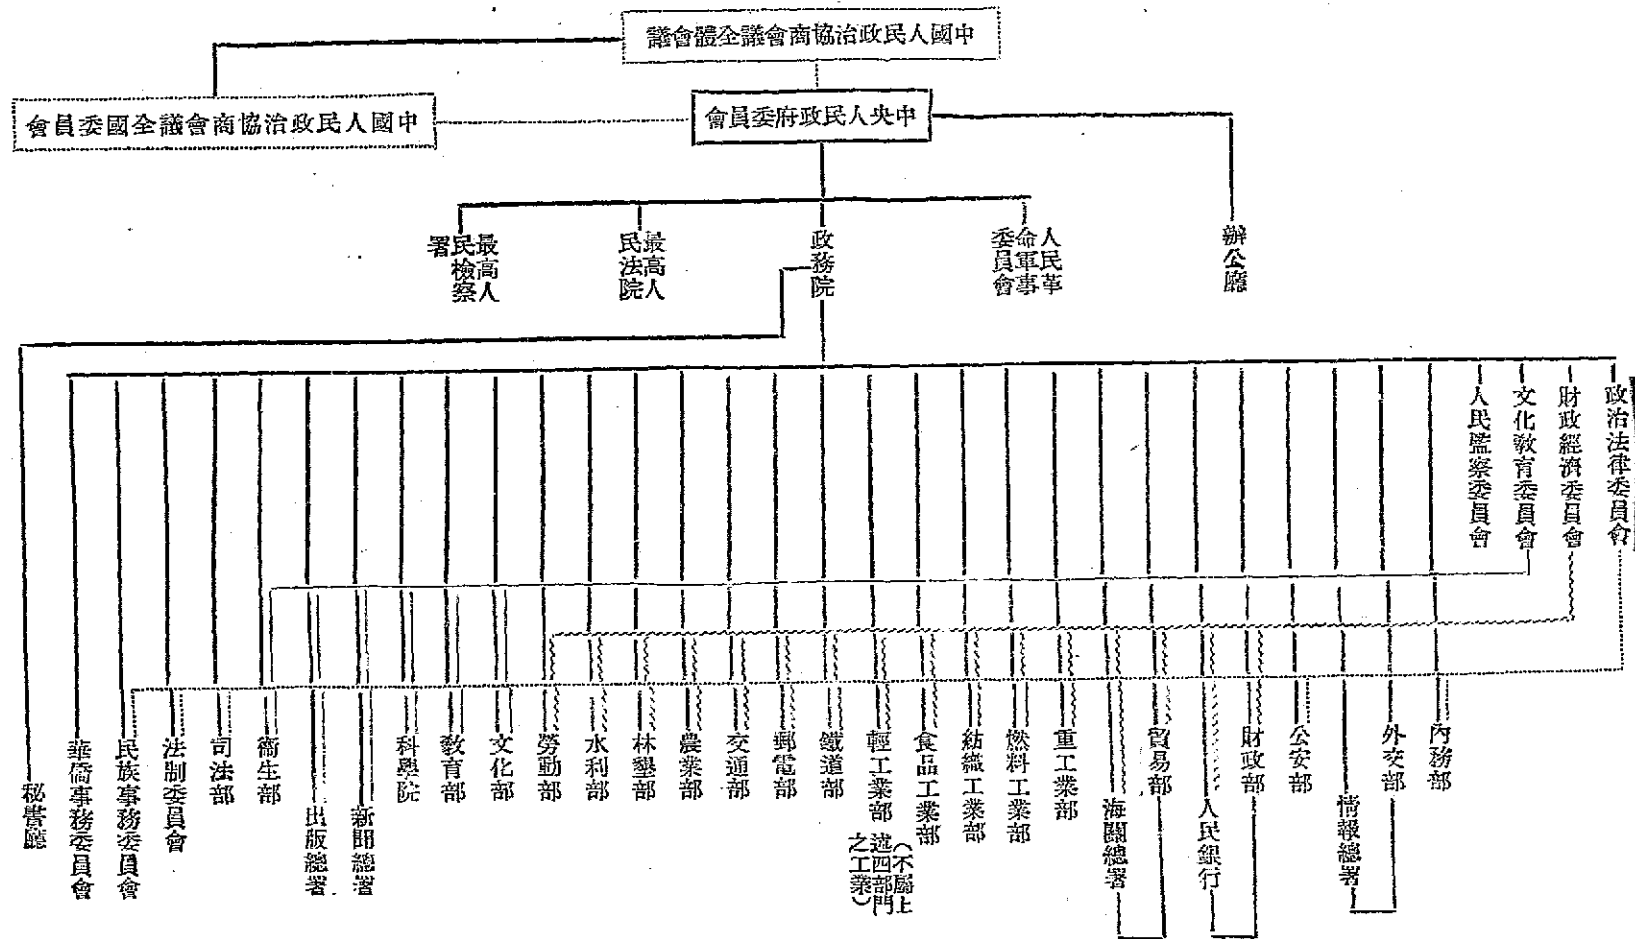 中國人民政治協商會議全體會議
中國人民政治協商會議全國委員會
中央人民政府委員會
辦公廳
人民革
命軍事
委員會
政務院
最高人
民法院
最高人
民檢察
署
政治法律委員會
財政經濟委員會
文化敎育委員會
人民監察委員會
內務部
外交部
情報總署
公安部
財政部
人民銀行
貿易部
海關總署
重工業部
燃料工業部
紡織工業部
食品工業部
輕工業部
（不屬上
述四部門
之工業）
鐵道部
郵電部
交通部
農業部
林墾部
水利部
勞動部
文化部
敎育部
科學院
新聞總署
出版總署
衞生部
司法部
法制委員會
民族事務委員會
華僑事務委員會
秘書廳